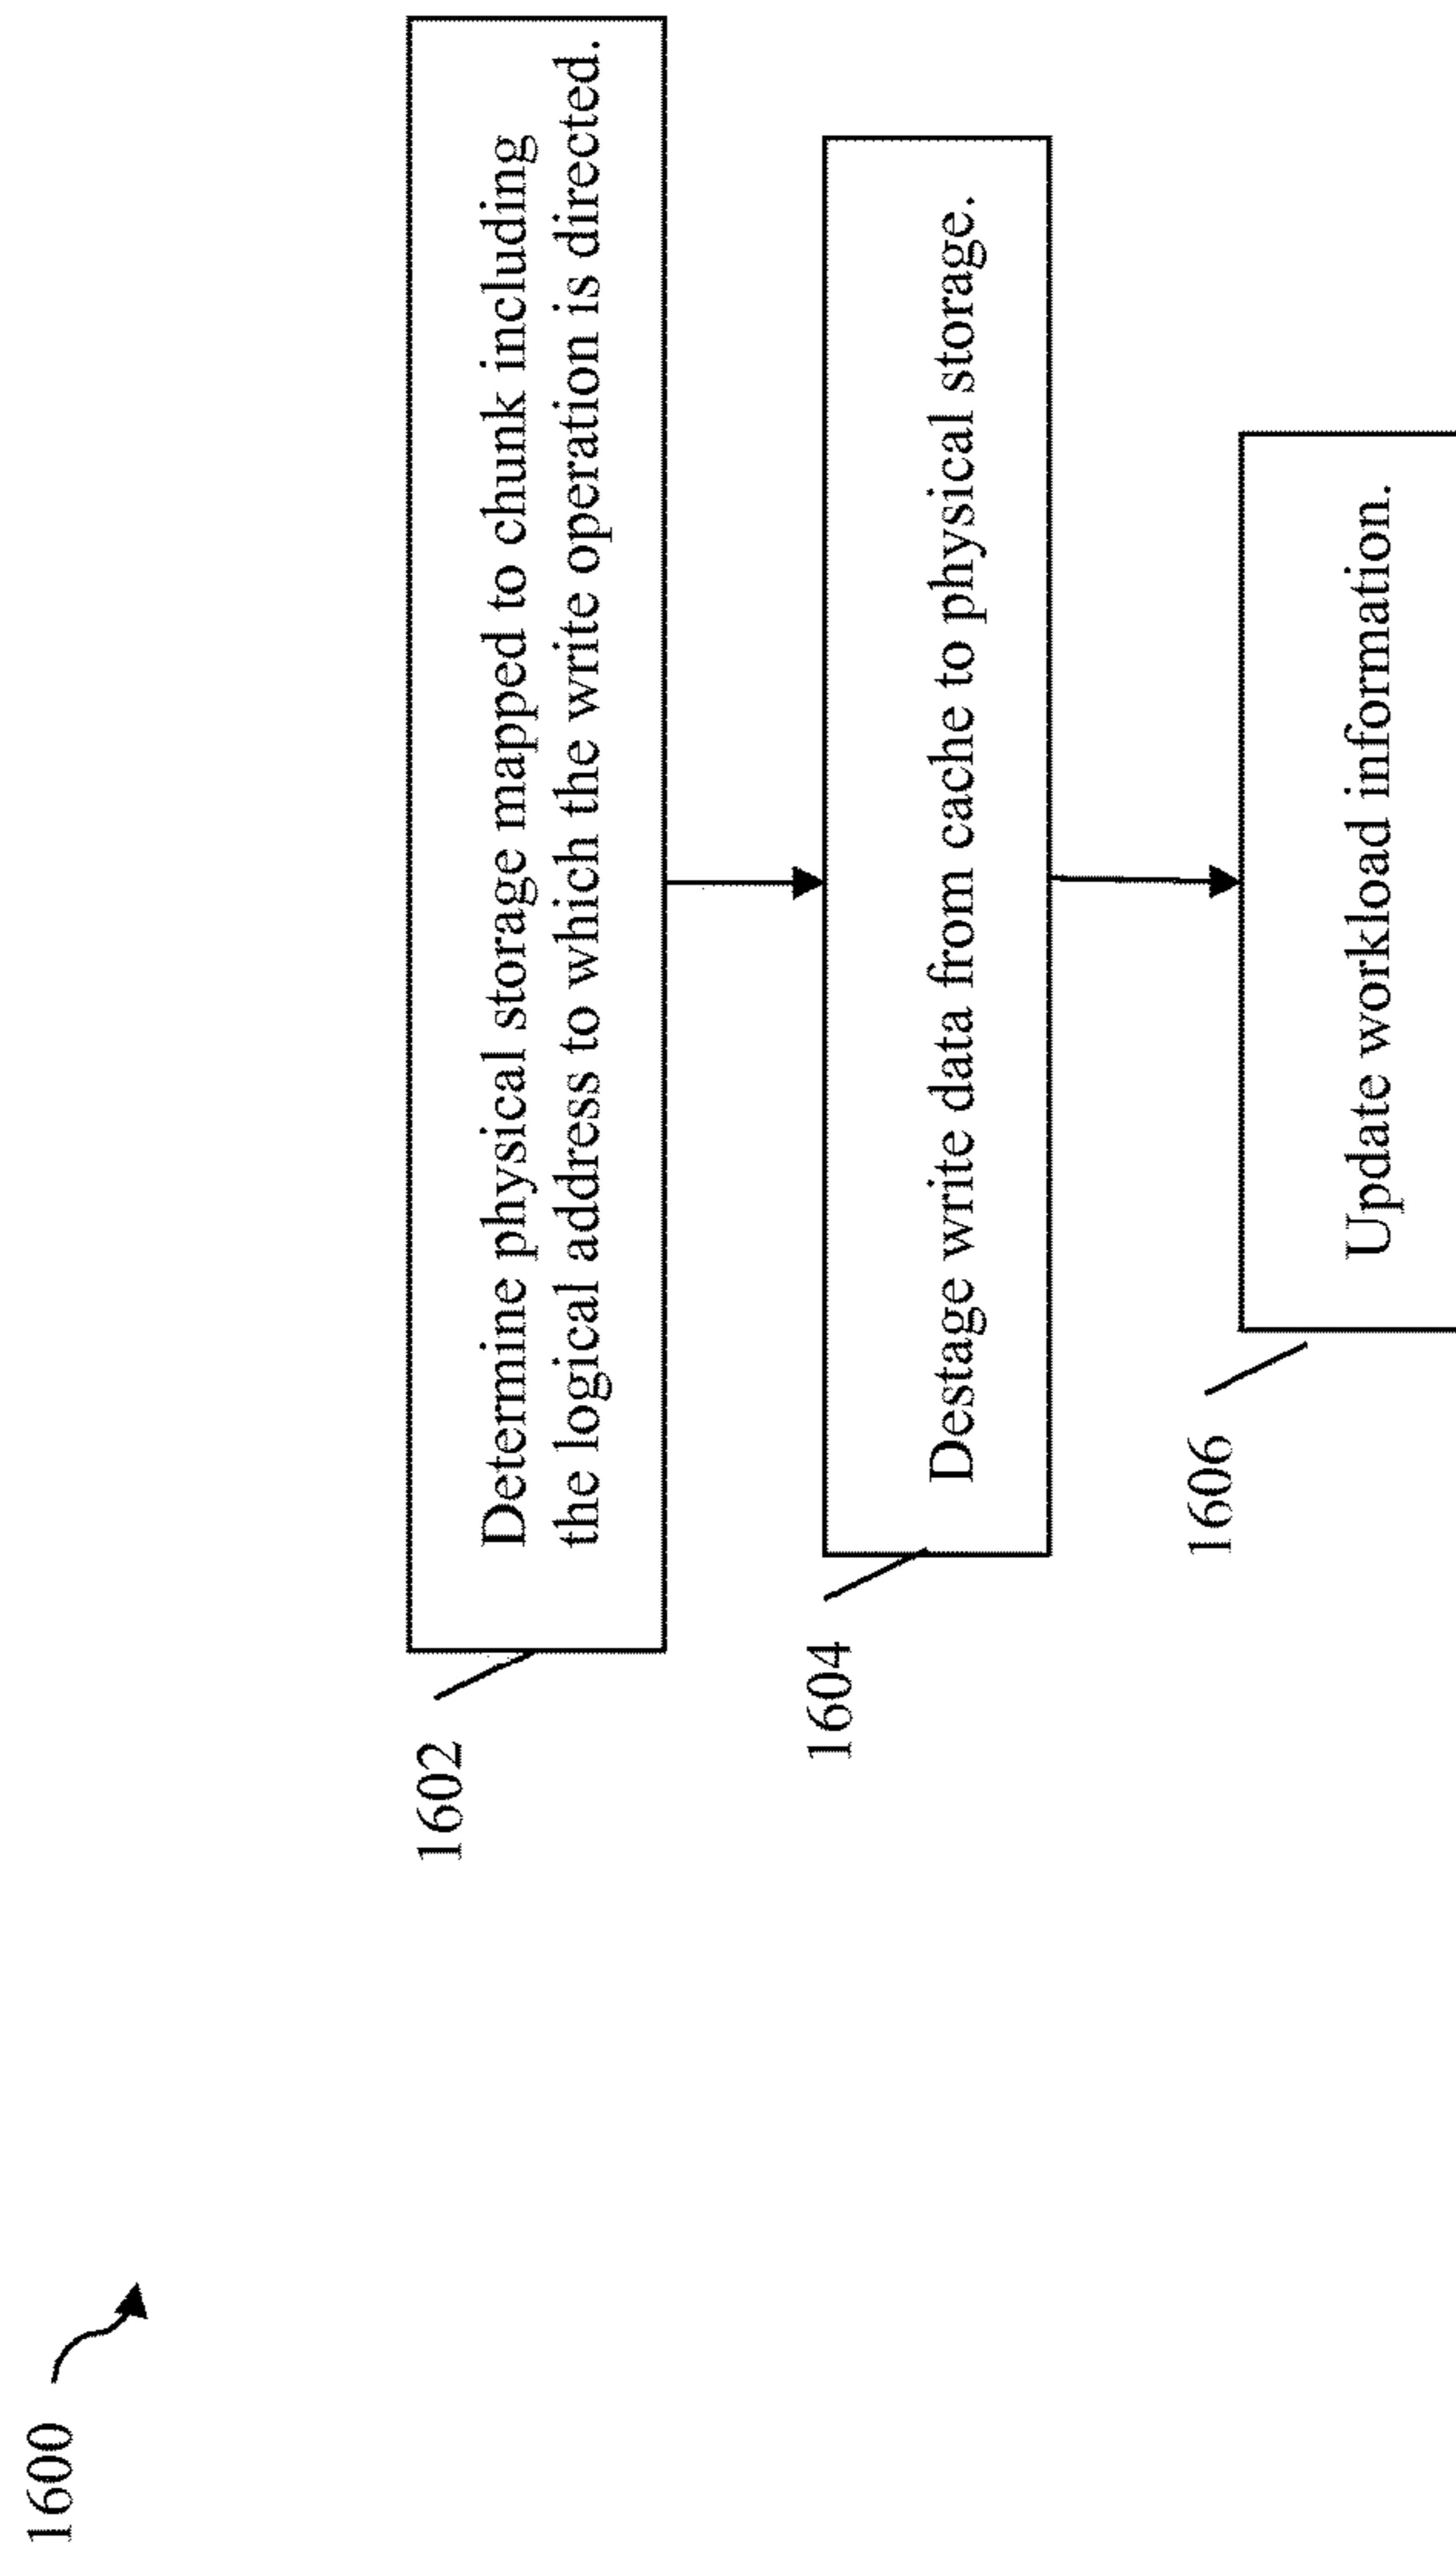 1600
1602
Determine physical storage mapped to chunk including
the logical address to which the write operation is directed.
1604
Destage write data from cache to physical storage.
1606
Update workload information.